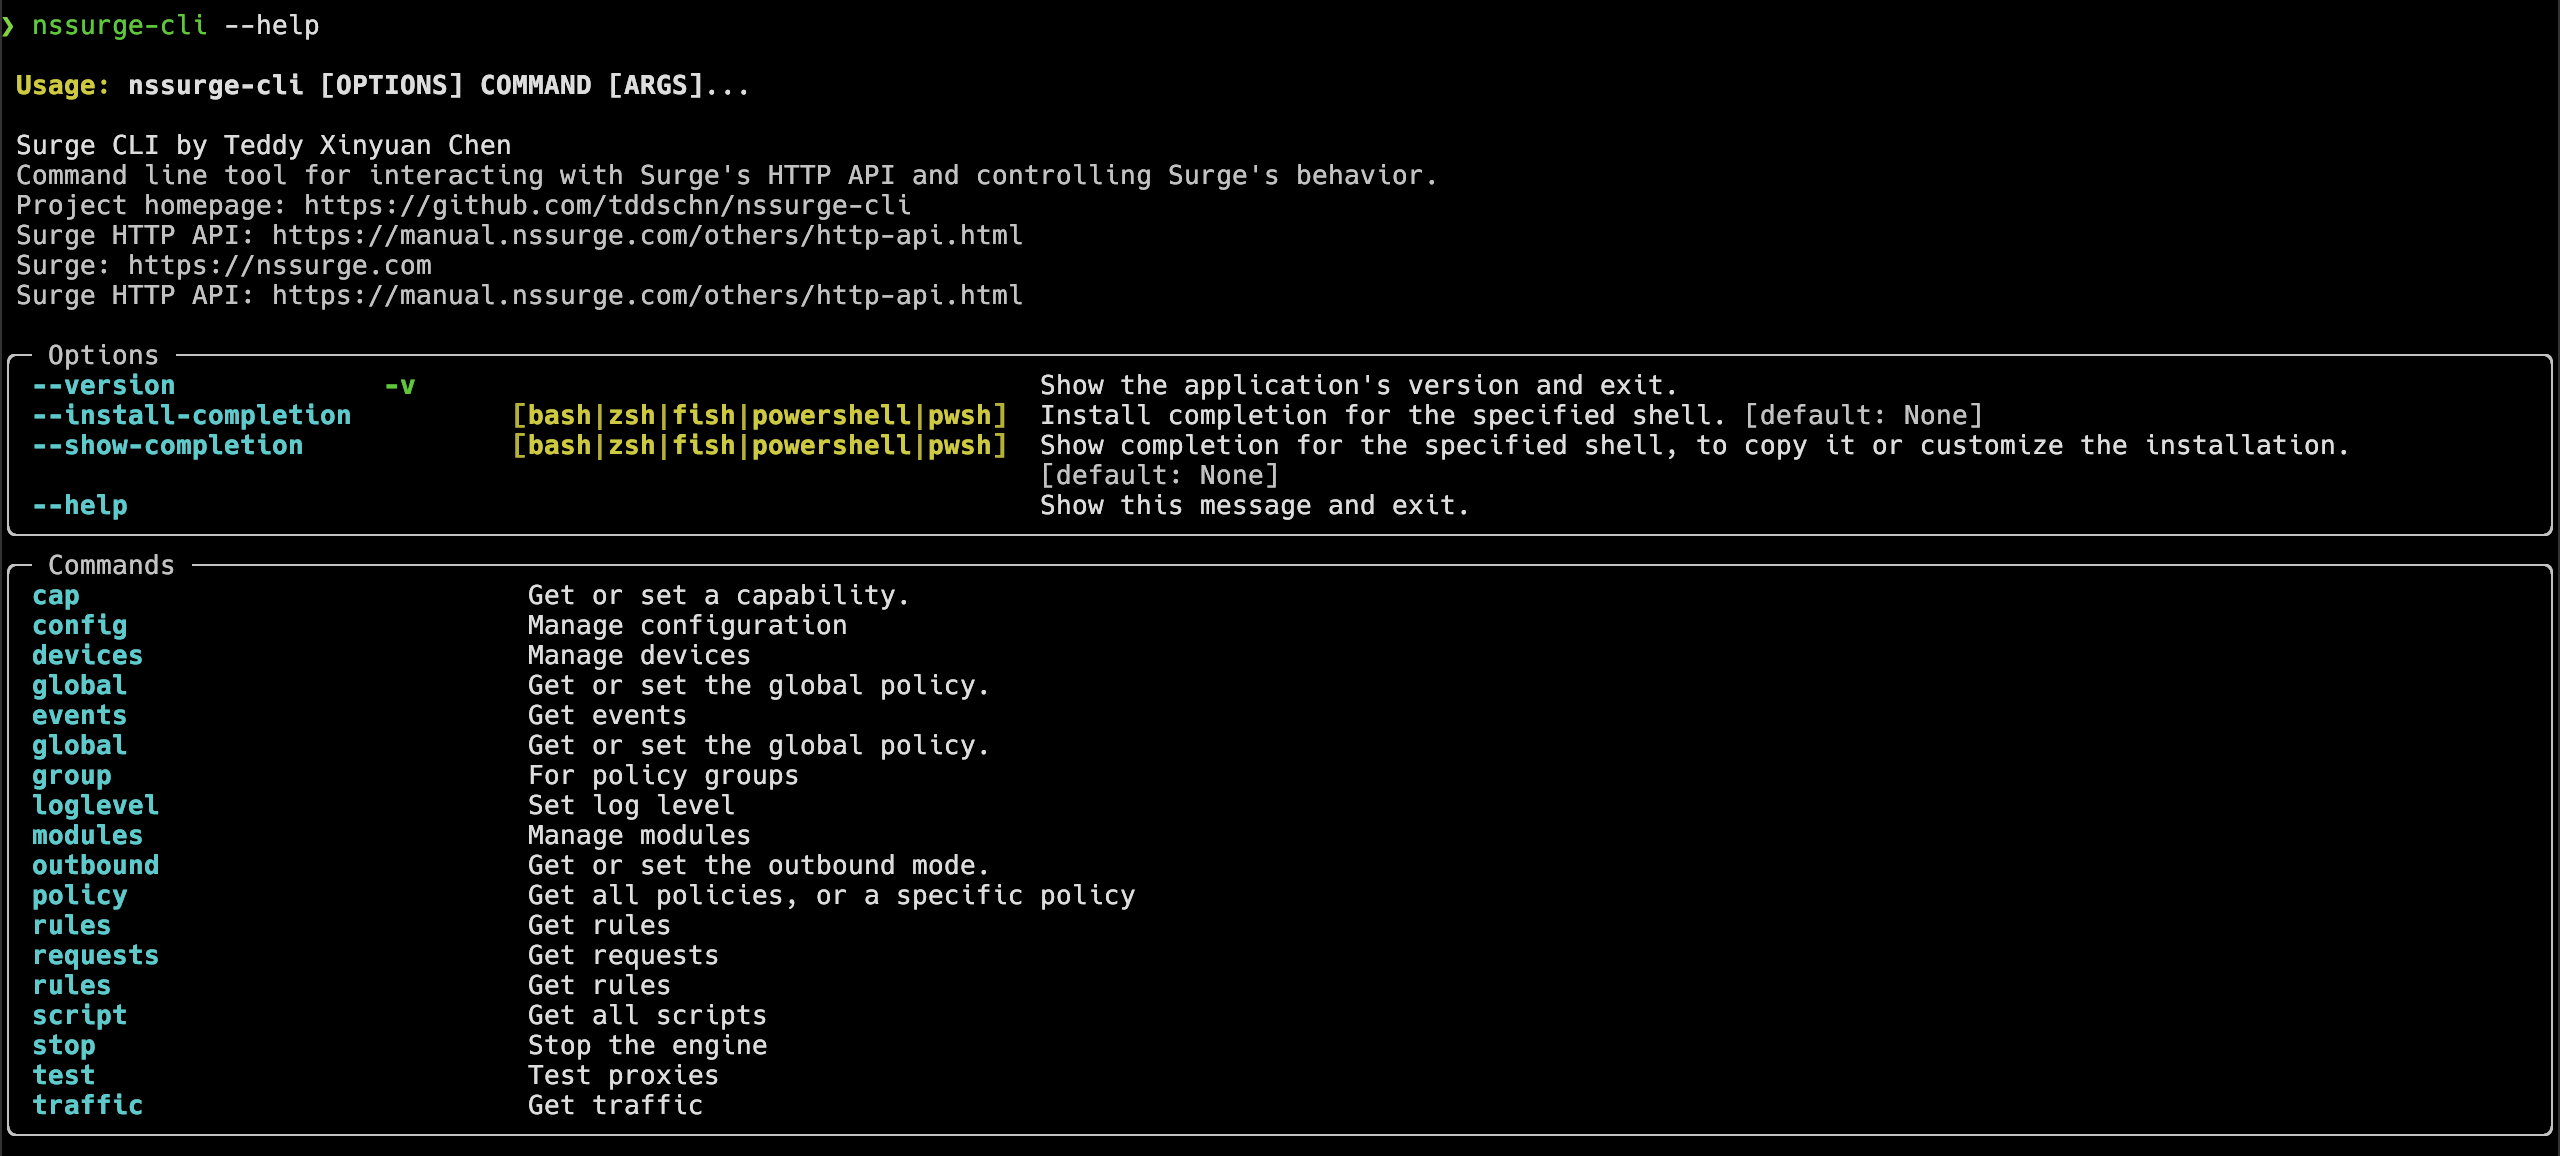 ❯ nssurge-cli --help
Usage: nssurge-cli [OPTIONS] COMMAND [ARGS]...
Surge CLI by Teddy Xinyuan Chen
Command line tool for interacting with Surge's HTTP API and controlling Surge's behavior.
Project homepage: https://github.com/tddschn/nssurge-cli
Surge HTTP API: https://manual.nssurge.com/others/http-api.html
Surge: https://nssurge.com
Surge HTTP API: https://manual.nssurge.com/others/http-api.html
Options
--version -v Show the application's version and exit.
--install-completion [bash|zsh|fish|powershell|pwsh] Install completion for the specified shell. [default: None]
--show-completion [bash|zsh|fish|powershell|pwsh] Show completion for the specified shell, to copy it or customize the installation.
[default: None]
--help Show this message and exit.
Commands
cap Get or set a capability.
config Manage configuration
devices Manage devices
global Get or set the global policy.
events Get events
global Get or set the global policy.
group For policy groups
loglevel Set log level
modules Manage modules
outbound Get or set the outbound mode.
policy Get all policies, or a specific policy
rules Get rules
requests Get requests
rules Get rules
script Get all scripts
stop Stop the engine
test Test proxies
traffic Get traffic